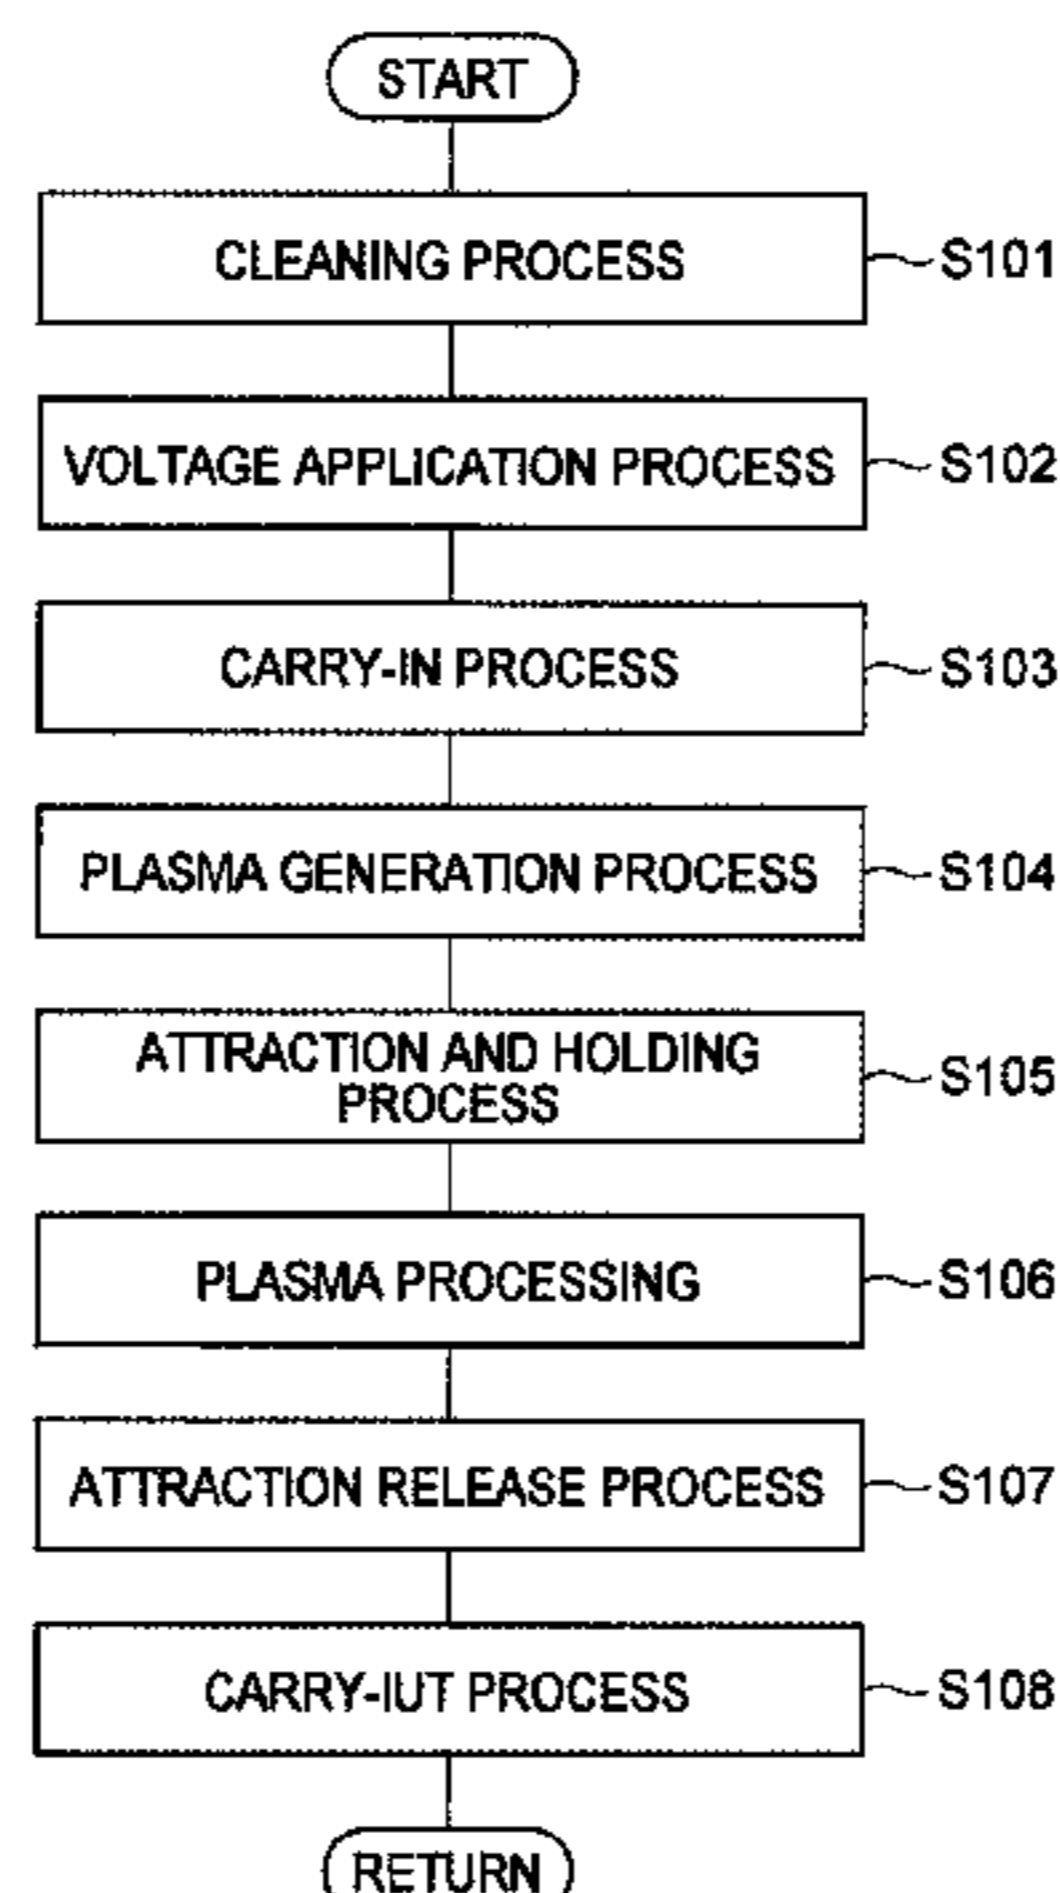 START
CLEANING PROCESS
S101
VOLTAGE APPLICATION PROCESS
S102
CARRY-IN PROCESS
S103
PLASMA GENERATION PROCESS
S104
ATTRACTION AND HOLDING
PROCESS
S105
PLASMA PROCESSING
S106
ATTRACTION RELEASE PROCESS
S107
CARRY-IUT PROCESS
S108
RETURN